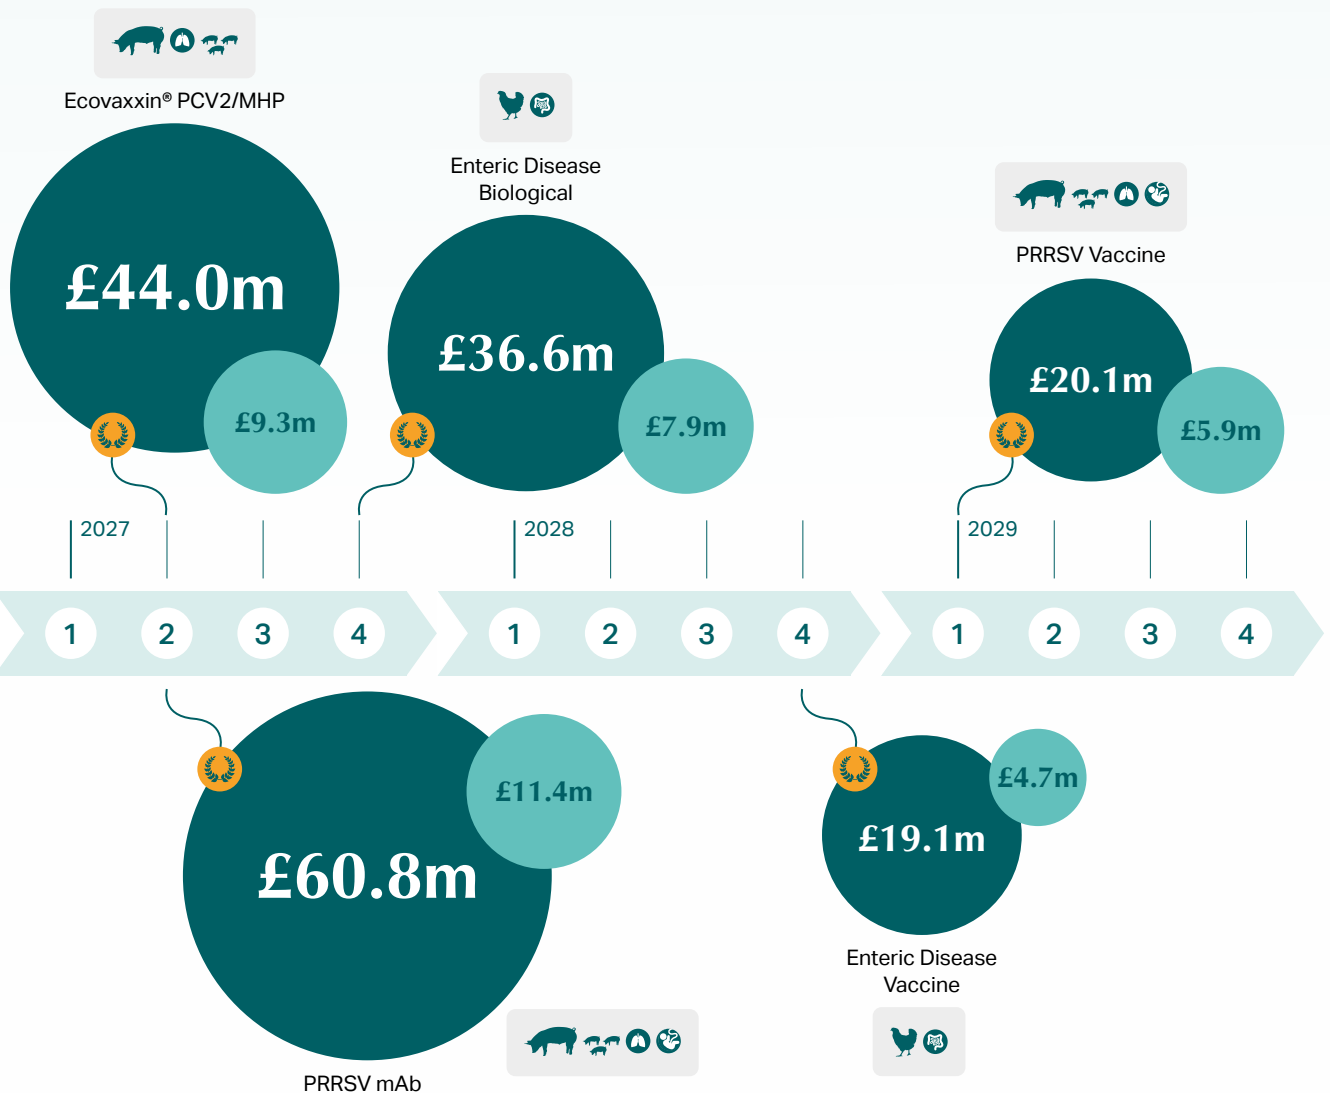 Ecovaxxin® PCV2/MHP
£44.0m
£9.3m
Enteric Disease
Biological
£36.6m
£7.9m
PRRSV Vaccine
£20.1m
£5.9m
2027
2028
2029
1 2 3 4 1 2 3 4 1 2 3 4
£60.8m
£11.4m
PRRSV mAb
£19.1m
£4.7m
Enteric Disease
Vaccine